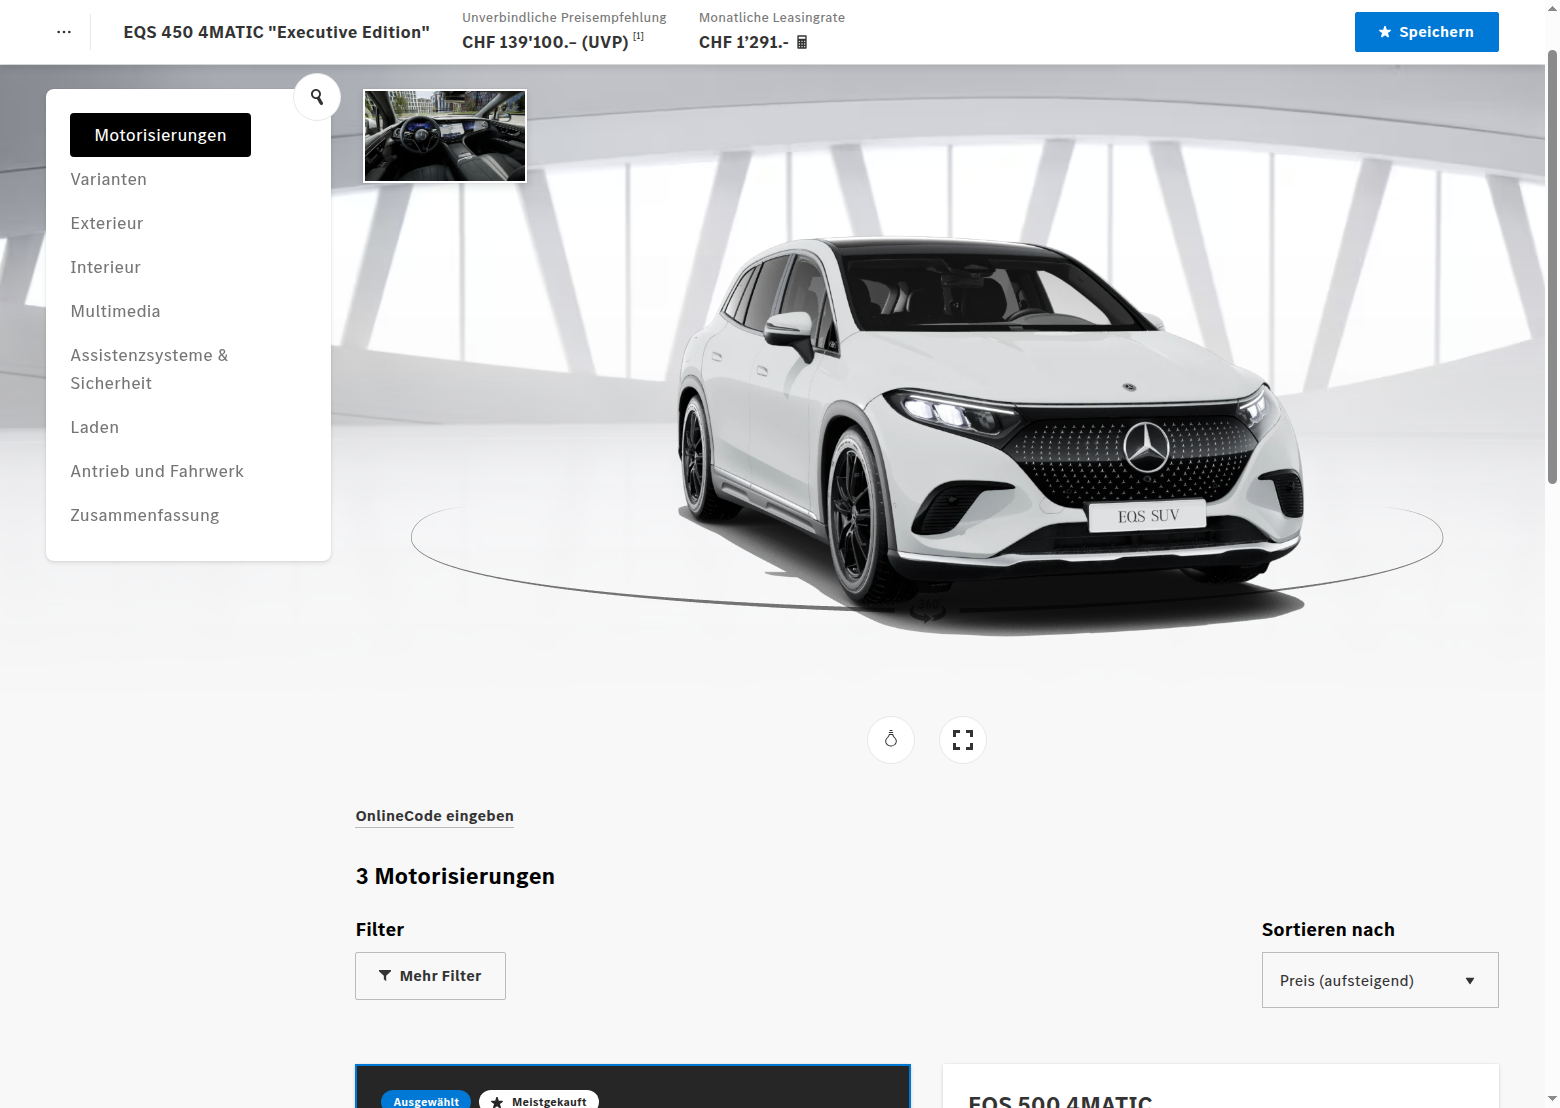 EQS 450 4MATIC "Executive Edition"
Unverbindliche Preisempfehlung
CHF 139'100.– (UVP) [1]
Monatliche Leasingrate
CHF 1’291.-
Speichern
Motorisierungen
Varianten
Exterieur
Interieur
Multimedia
Assistenzsysteme &
Sicherheit
Laden
Antrieb und Fahrwerk
Zusammenfassung
EQS SUV
360°
OnlineCode eingeben
3 Motorisierungen
Filter
Mehr Filter
Sortieren nach
Preis (aufsteigend)
Ausgewählt
Meistgekauft
EQS 500 4MATIC